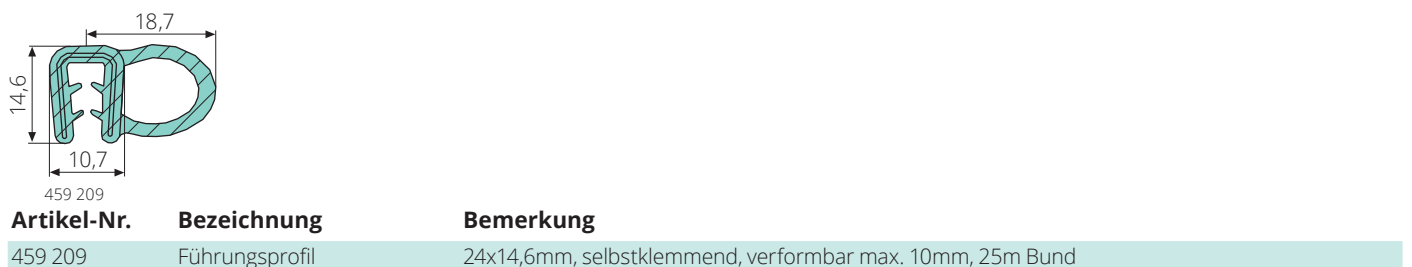 18,7
14,6
10,7
459 209
Artikel-Nr. Bezeichnung Bemerkung
459 209 Führungsprofil 24x14,6mm, selbstklemmend, verformbar max. 10mm, 25m Bund